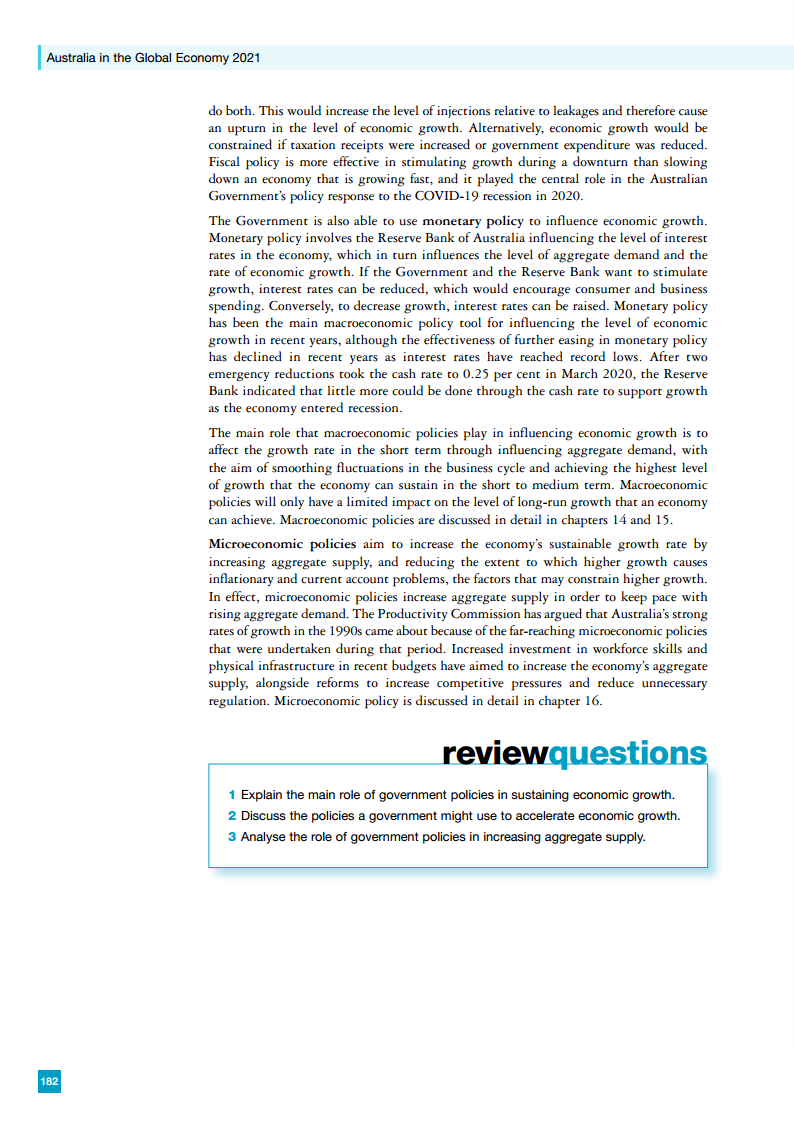 Australia in the Global Economy 2021
do both. This would increase the level of injections relative to leakages and therefore cause
an upturn in the level of economic growth. Alternatively, economic growth would be
constrained if taxation receipts were increased or government expenditure was reduced.
Fiscal policy is more effective in stimulating growth during a downturn than slowing
down an economy that is growing fast, and it played the central role in the Australian
Government's policy response to the COVID-19 recession in 2020.
The Government is also able to use monetary policy to influence economic growth.
Monetary policy involves the Reserve Bank of Australia influencing the level of interest
rates in the economy, which in turn influences the level of aggregate demand and the
rate of economic growth. If the Government and the Reserve Bank want to stimulate
growth, interest rates can be reduced, which would encourage consumer and business
spending. Conversely, to decrease growth, interest rates can be raised. Monetary policy
has been the main macroeconomic policy tool for influencing the level of economic
growth in recent years, although the effectiveness of further easing in monetary policy
has declined in recent years as interest rates have reached record lows. After two
emergency reductions took the cash rate to 0.25 per cent in March 2020, the Reserve
Bank indicated that little more could be done through the cash rate to support growth
as the economy entered recession.
The main role that macroeconomic policies play in influencing economic growth is to
affect the growth rate in the short term through influencing aggregate demand, with
the aim of smoothing fluctuations in the business cycle and achieving the highest level
of growth that the economy can sustain in the short to medium term. Macroeconomic
policies will only have a limited impact on the level of long-run growth that an economy
can achieve. Macroeconomic policies are discussed in detail in chapters 14 and 15.
Microeconomic policies aim to increase the economy's sustainable growth rate by
increasing aggregate supply, and reducing the extent to which higher growth causes
inflationary and current account problems, the factors that may constrain higher growth.
In effect, microeconomic policies increase aggregate supply in order to keep pace with
rising aggregate demand. The Productivity Commission has argued that Australia's strong
rates of growth in the 1990s came about because of the far-reaching microeconomic policies
that were undertaken during that period. Increased investment in workforce skills and
physical infrastructure in recent budgets have aimed to increase the economy's aggregate
supply, alongside reforms to increase competitive pressures and reduce unnecessary
regulation. Microeconomic policy is discussed in detail in chapter 16.
reviewquestions
1 Explain the main role of government policies in sustaining economic growth.
2 Discuss the policies a government might use to accelerate economic growth.
3 Analyse the role of government policies in increasing aggregate supply.
182